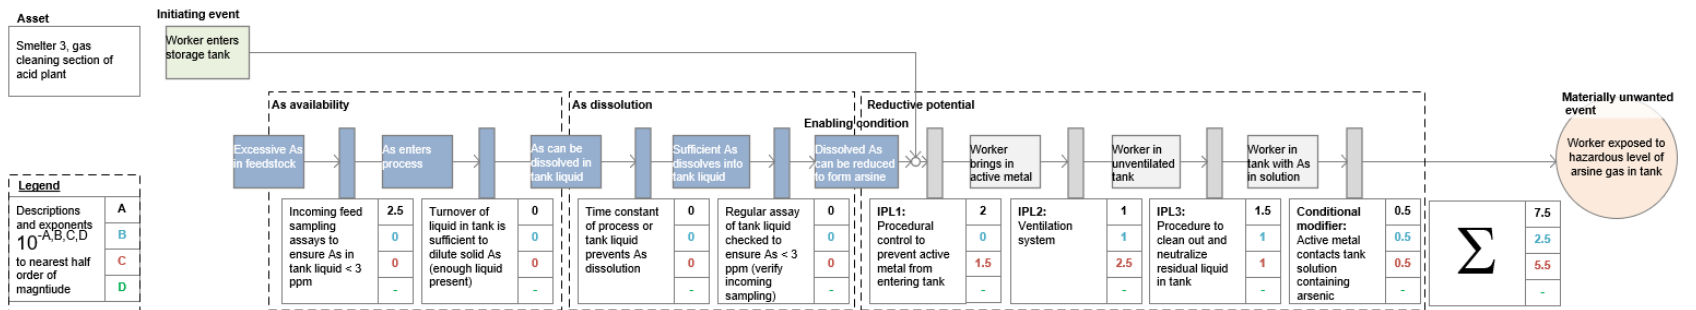 Asset
Smelter 3, gas
cleaning section of
acid plant
Initiating event
Worker enters
storage tank
As availability
As dissolution
Reductive potential
Enabling condition
Excessive As
in feedstock
As enters
process
As can be
dissolved in
tank liquid
Sufficient As
dissolves into
tank liquid
Dissolved As
can be reduced
to form arsine
Worker
brings in
active metal
Worker in
unventilated
tank
Worker in
tank with As
in solution
Materially unwanted
event
Worker exposed to
hazardous level of
arsine gas in tank
Legend
Descriptions
and exponents
10-A,B,C,D
to nearest half
order of
magntiude
A
B
C
D
Incoming feed
sampling
assays to
ensure As in
tank liquid < 3
ppm
2.5
0
0
-
Turnover of
liquid in tank is
sufficient to
dilute solid As
(enough liquid
present)
0
0
0
-
Time constant
of process or
tank liquid
prevents As
dissolution
0
0
0
-
Regular assay
of tank liquid
checked to
ensure As < 3
ppm (verify
incoming
sampling)
0
0
0
-
IPL1:
Procedural
control to
prevent active
metal from
entering tank
2
0
1.5
-
IPL2:
Ventilation
system
1
1
2.5
-
IPL3:
Procedure to
clean out and
neutralize
residual liquid
in tank
1.5
1
1
-
Conditional
modifier:
Active metal
contacts tank
solution
containing
arsenic
0.5
0.5
0.5
-
Σ
7.5
2.5
5.5
-